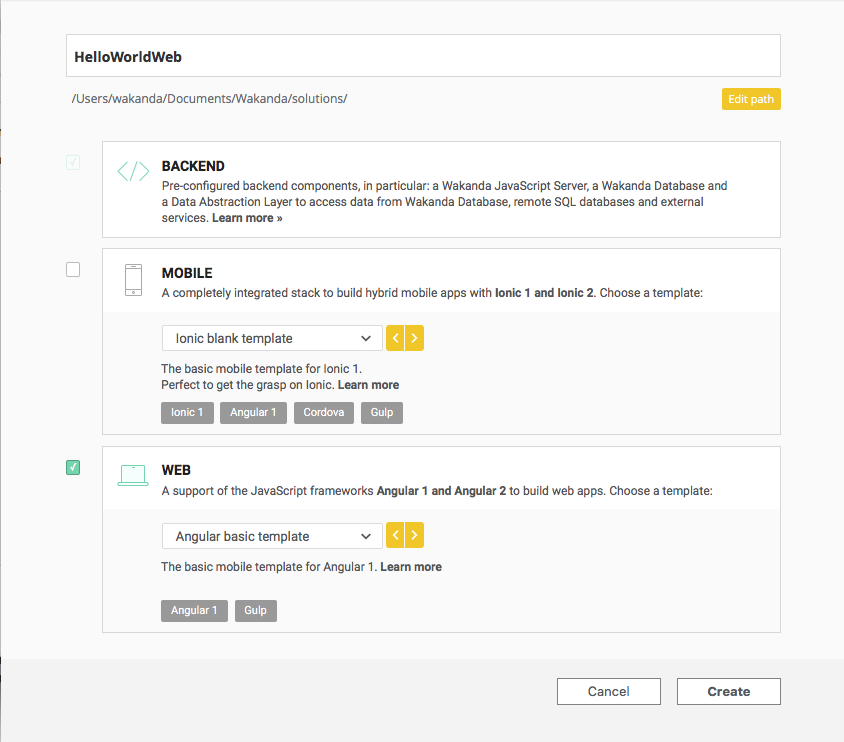 HelloWorldWeb
/Users/wakanda/Documents/Wakanda/solutions/
Edit path
BACKEND
Pre-configured backend components, in particular: a Wakanda JavaScript Server, a Wakanda Database and
a Data Abstraction Layer to access data from Wakanda Database, remote SQL databases and external
services. Learn more »
MOBILE
A completely integrated stack to build hybrid mobile apps with Ionic 1 and Ionic 2. Choose a template:
Ionic blank template
The basic mobile template for Ionic 1.
Perfect to get the grasp on Ionic. Learn more
Ionic 1 Angular 1 Cordova Gulp
WEB
A support of the JavaScript frameworks Angular 1 and Angular 2 to build web apps. Choose a template:
Angular basic template
The basic mobile template for Angular 1. Learn more
Angular 1 Gulp
Cancel Create